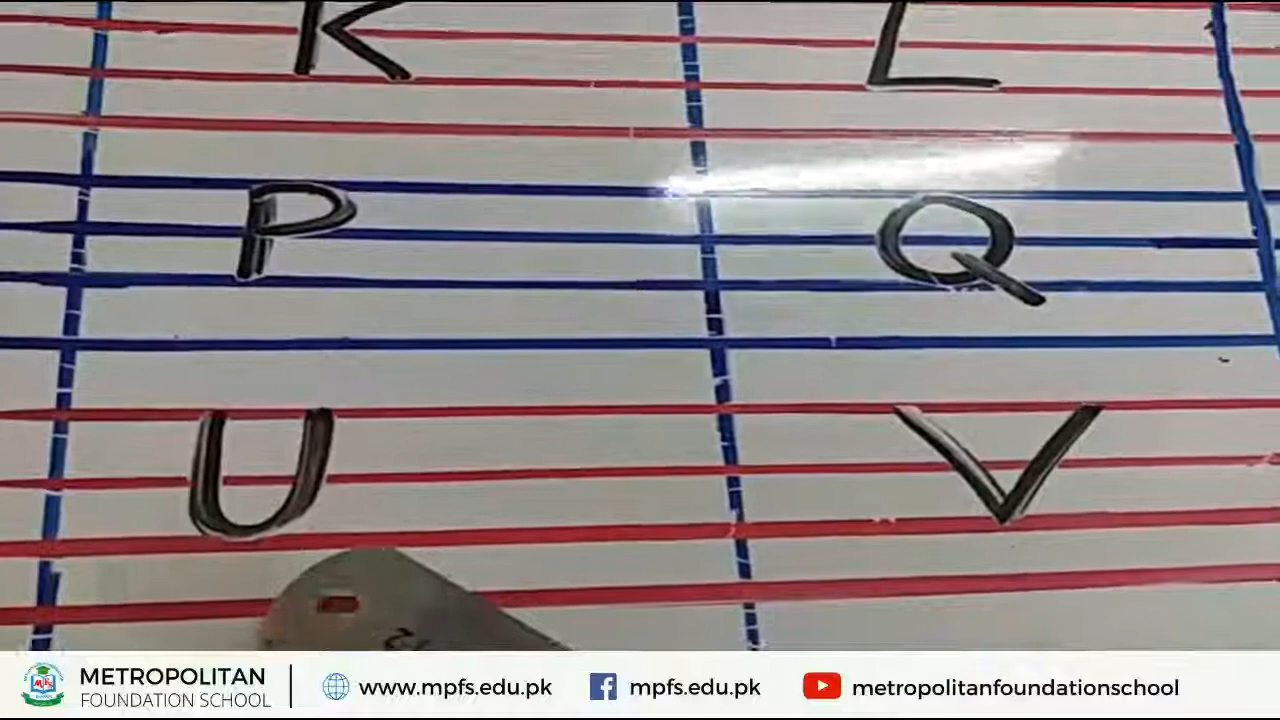 K L
P Q
U V
METROPOLITAN
FOUNDATION SCHOOL
www.mpfs.edu.pk
mpfs.edu.pk
metropolitanfoundationschool